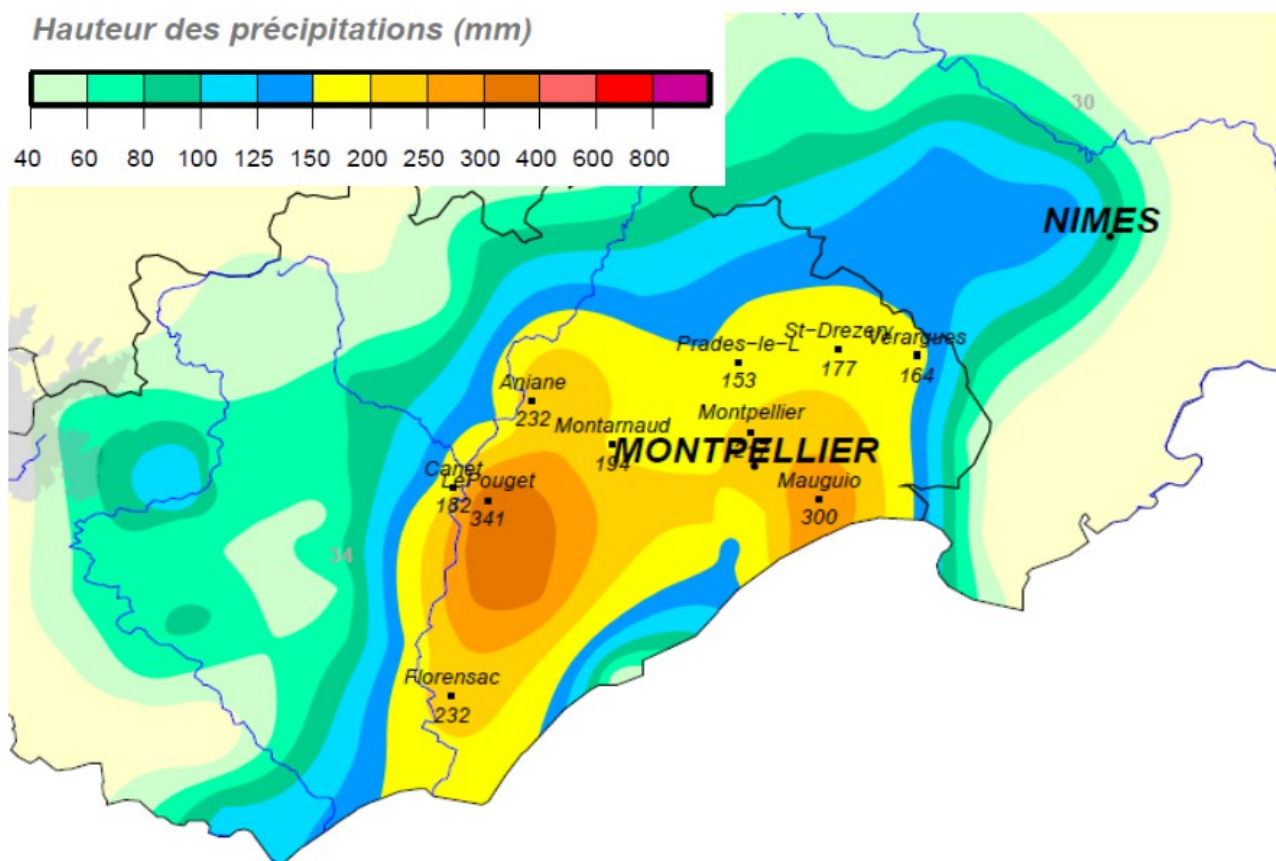 Hauteur des précipitations (mm)
40 60 80 100 125 150 200 250 300 400 600 800
30
NIMES
St-Drezery
Verargues
Prades-le-L
177
164
153
Aniane
232
Montpellier
Montarnaud
MONTPELLIER
194
Canet
LePouget
Mauguio
182
341
300
34
Florensac
232